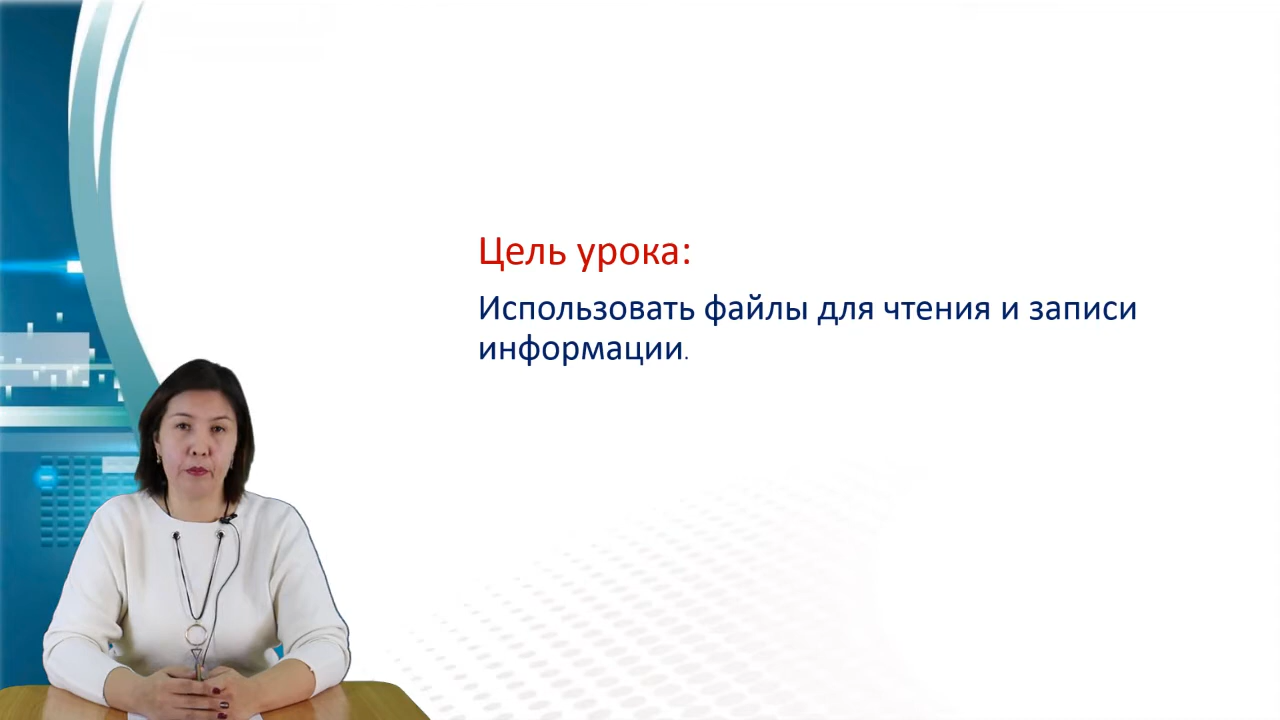 Цель урока:
Использовать файлы для чтения и записи
информации.